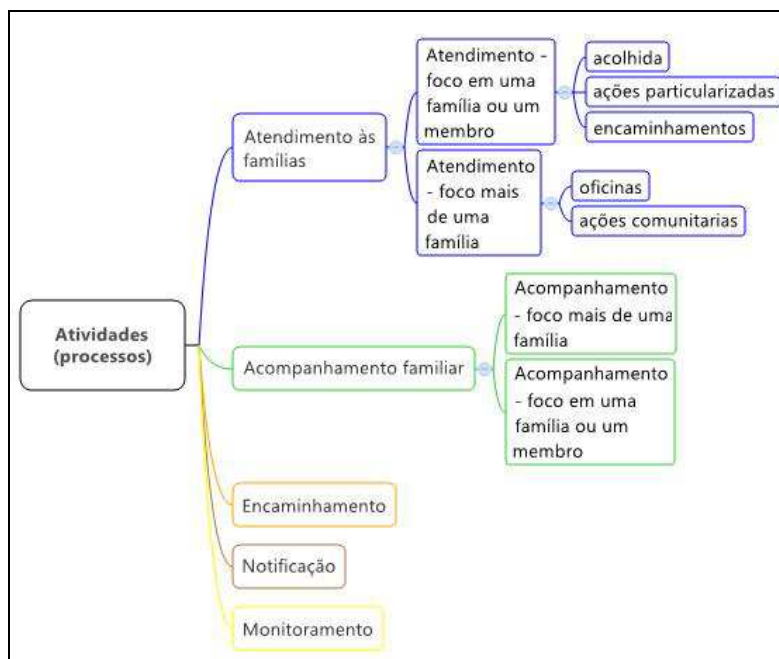 Atividades
(processos)
Atendimento às
famílias
Atendimento -
foco em uma
família ou um
membro
acolhida
ações particularizadas
encaminhamentos
Atendimento
- foco mais
de uma
família
oficinas
ações comunitarias
Acompanhamento familiar
Acompanhamento
- foco mais de uma
família
Acompanhamento
- foco em uma
família ou um
membro
Encaminhamento
Notificação
Monitoramento